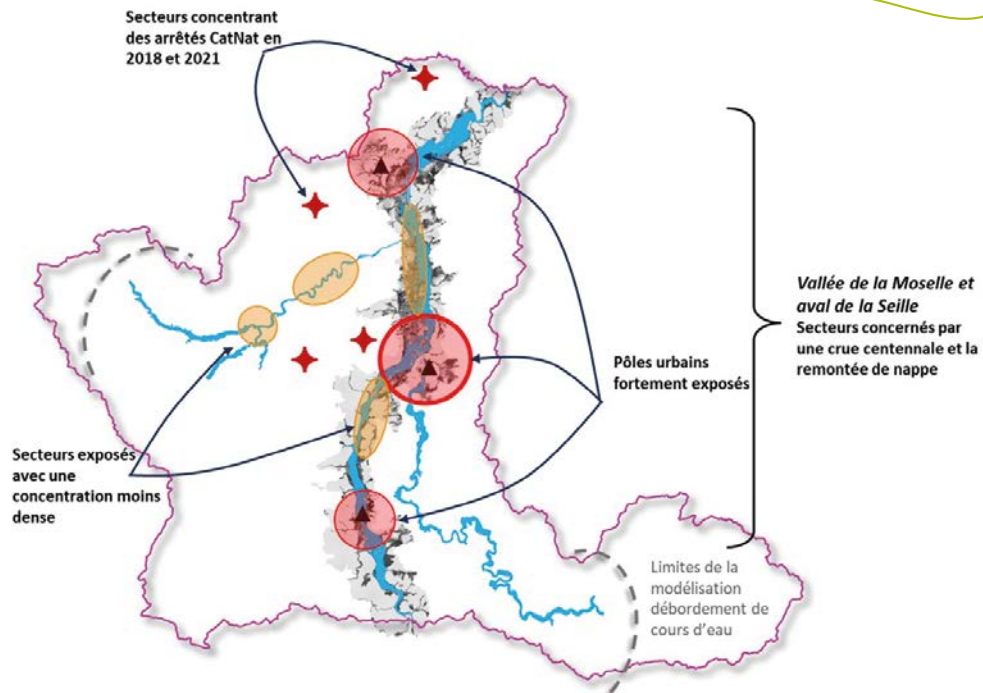 Secteurs concentrant
des arrêtés CatNat en
2018 et 2021
Vallée de la Moselle et
aval de la Seille
Secteurs concernés par
une crue centennale et la
remontée de nappe
Pôles urbains
fortement exposés
Secteurs exposés
avec une
concentration moins
dense
Limites de la
modélisation
débordement de
cours d'eau